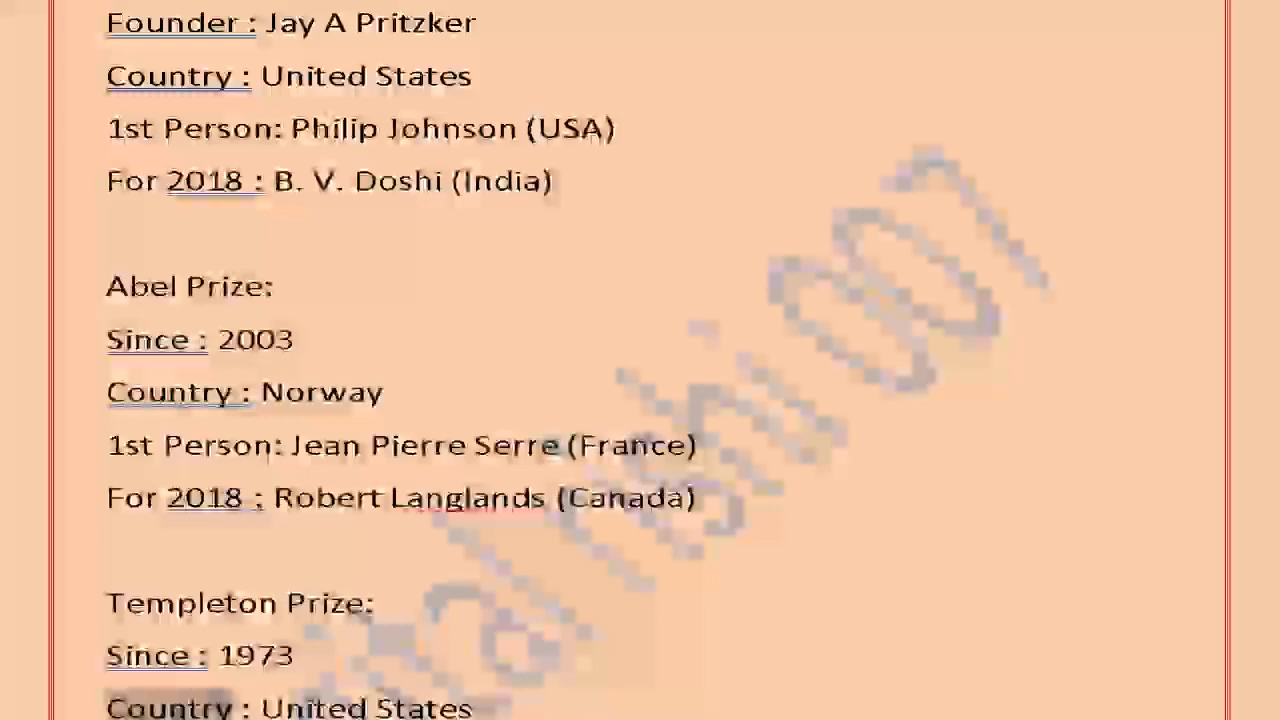 Founder : Jay A Pritzker
Country : United States
1st Person: Philip Johnson (USA)
For 2018 : B. V. Doshi (India)
Abel Prize:
Since : 2003
Country : Norway
1st Person: Jean Pierre Serre (France)
For 2018 : Robert Langlands (Canada)
Templeton Prize:
Since : 1973
Country : United States